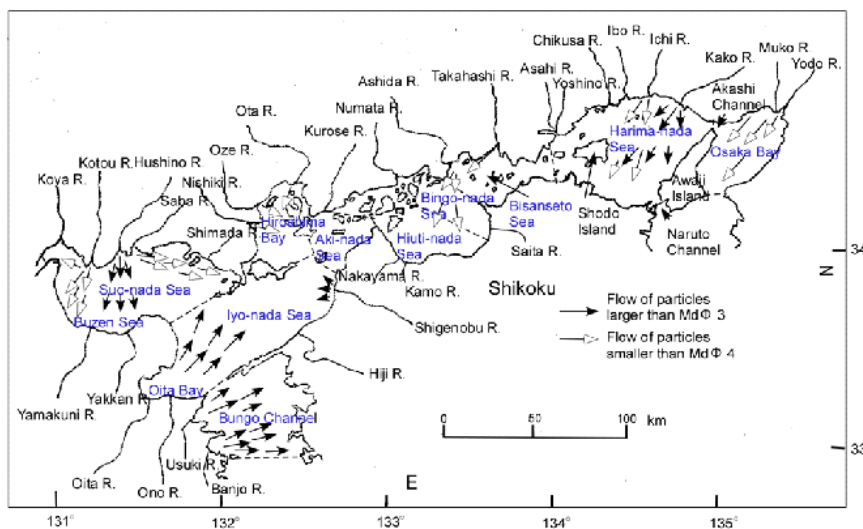 Ibo R.
Chikusa R.
Ichi R.
Kako R.
Muko R.
Yodo R.
Asahi R.
Yoshino R.
Akashi
Channel
Takahashi R.
Ashida R.
Numata R.
Ota R.
Kurose R.
Oze R.
Kotou R.
Hushino R.
Nishiki R.
Koya R.
Saba R.
Shimada R.
Harima-nada
Sea
Osaka Bay
Awaji
Island
Shodo
Island
Naruto
Channel
Bisanseto
Sea
Bingo-nada
Sea
Hiroshima
Bay
Aki-nada
Sea
Hiuti-nada
Sea
Saita R.
Nakayama R.
Kamo R.
Shikoku
Shigenobu R.
Suo-nada Sea
Buzen Sea
Iyo-nada Sea
Hiji R.
Yakkan R.
Yamakuni R.
Oita Bay
Bungo Channel
Usuki R.
Oita R.
Ono R.
Banjo R.
Flow of particles
larger than MdΦ 3
Flow of particles
smaller than MdΦ 4
0 50 100 km
34
N
33
E
131° 132° 133° 134° 135°